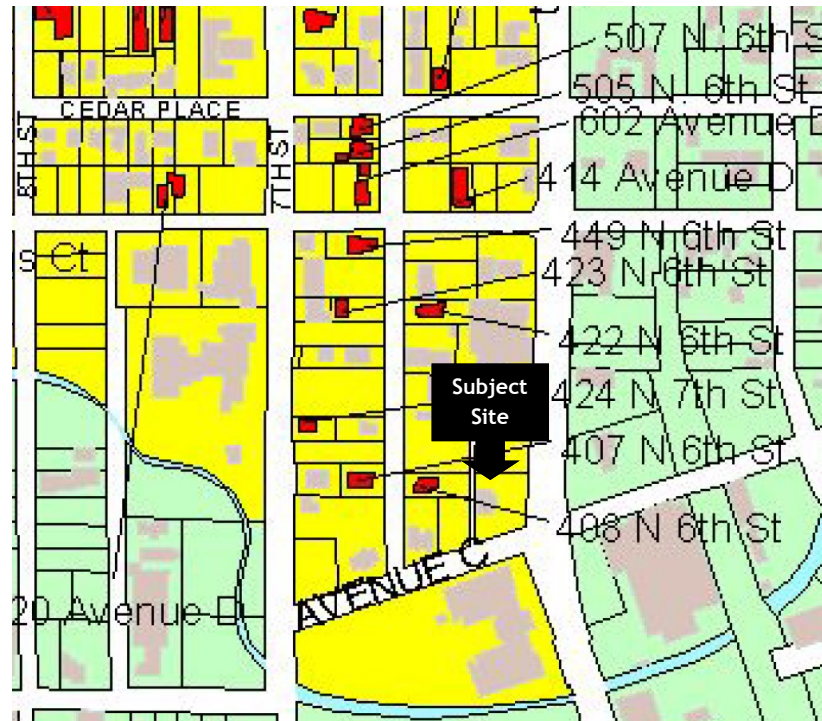 507 N. 6th S
505 N. 6th St
CEDAR PLACE
602 Avenue D
8TH ST
7TH ST
414 Avenue D
449 N 6th St
s Ct
423 N 6th St
422 N 6th St
Subject
Site
424 N 7th St
407 N 6th St
408 N 6th St
AVENUE C
20 Avenue D